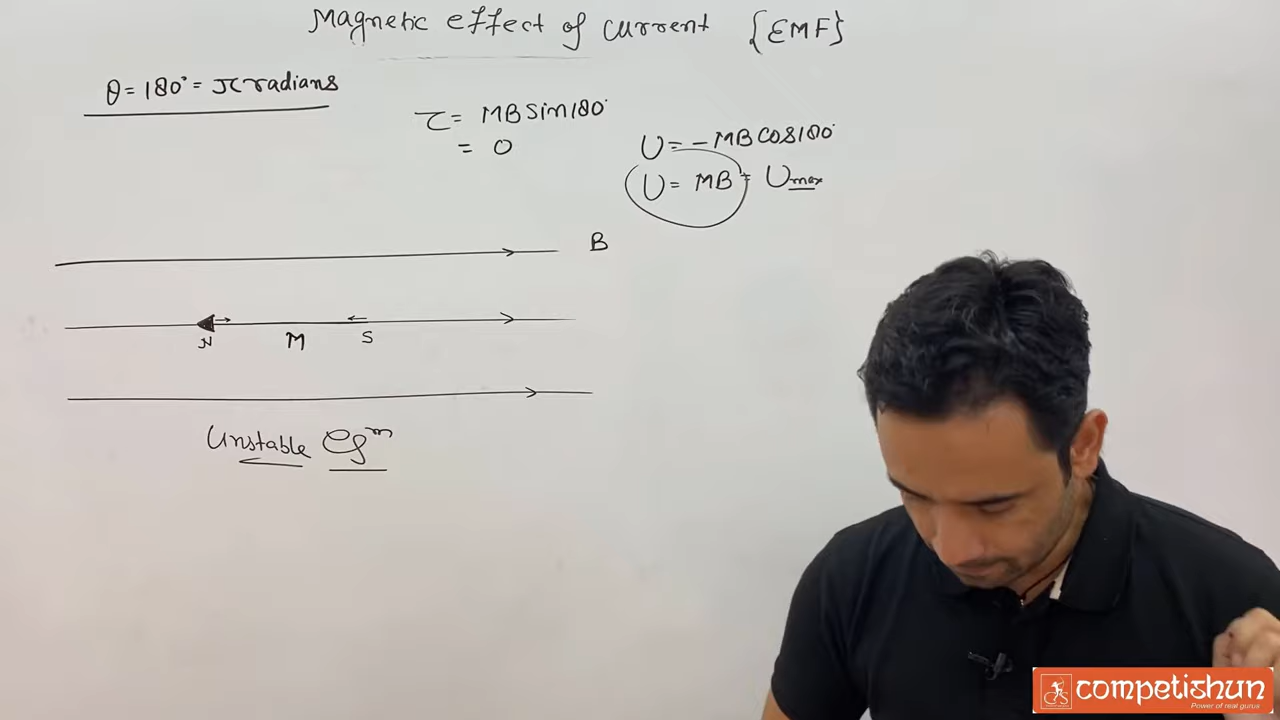 Magnetic effect of current {EMF}
θ = 180° = π radians
τ = MB Sin180°
= 0
U = -MB Cos180°
U = MB = Umax
B
N M S
Unstable eqm
competishun
Power of real gurus